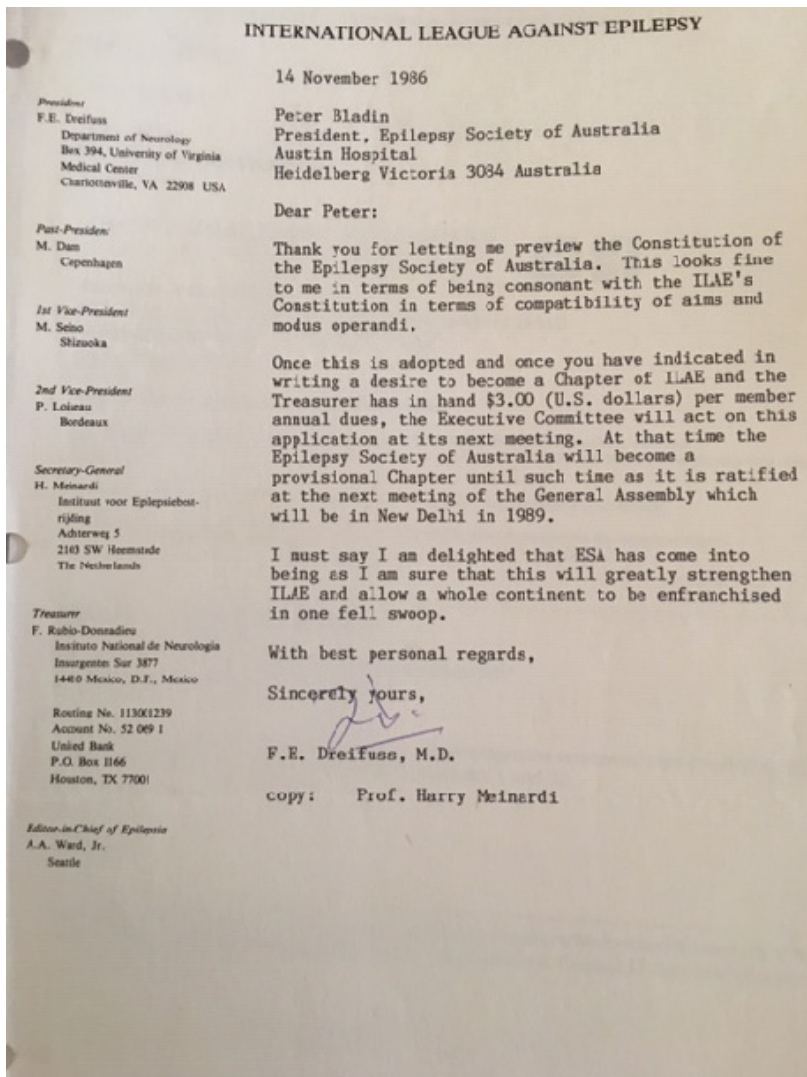 INTERNATIONAL LEAGUE AGAINST EPILEPSY
14 November 1986
President
F.E. Dreifuss
Department of Neurology
Box 394, University of Virginia
Medical Center
Charlottesville, VA 22908 USA
Past-President
M. Dam
Copenhagen
1st Vice-President
M. Seino
Shizuoka
2nd Vice-President
P. Loiseau
Bordeaux
Secretary-General
H. Meinardi
Instituut voor Epilepsiebest-
rijding
Achterweg 5
2103 SW Heemstede
The Netherlands
Treasurer
F. Rubio-Donnadieu
Instituto National de Neurologia
Insurgentes Sur 3877
14410 Mexico, D.F., Mexico
Routing No.
Account No. 52 069 1
United Bank
P.O. Box 1166
Houston, TX 77001
Editor-in-Chief of Epilepsia
A.A. Ward, Jr.
Seattle
Peter Bladin
President, Epilepsy Society of Australia
Austin Hospital
Heidelberg Victoria 3084 Australia
Dear Peter:
Thank you for letting me preview the Constitution of
the Epilepsy Society of Australia. This looks fine
to me in terms of being consonant with the ILAE's
Constitution in terms of compatibility of aims and
modus operandi.
Once this is adopted and once you have indicated in
writing a desire to become a Chapter of ILAE and the
Treasurer has in hand $3.00 (U.S. dollars) per member
annual dues, the Executive Committee will act on this
application at its next meeting. At that time the
Epilepsy Society of Australia will become a
provisional Chapter until such time as it is ratified
at the next meeting of the General Assembly which
will be in New Delhi in 1989.
I must say I am delighted that ESA has come into
being as I am sure that this will greatly strengthen
ILAE and allow a whole continent to be enfranchised
in one fell swoop.
With best personal regards,
Sincerely yours,
F.E. Dreifuss, M.D.
copy: Prof. Harry Meinardi